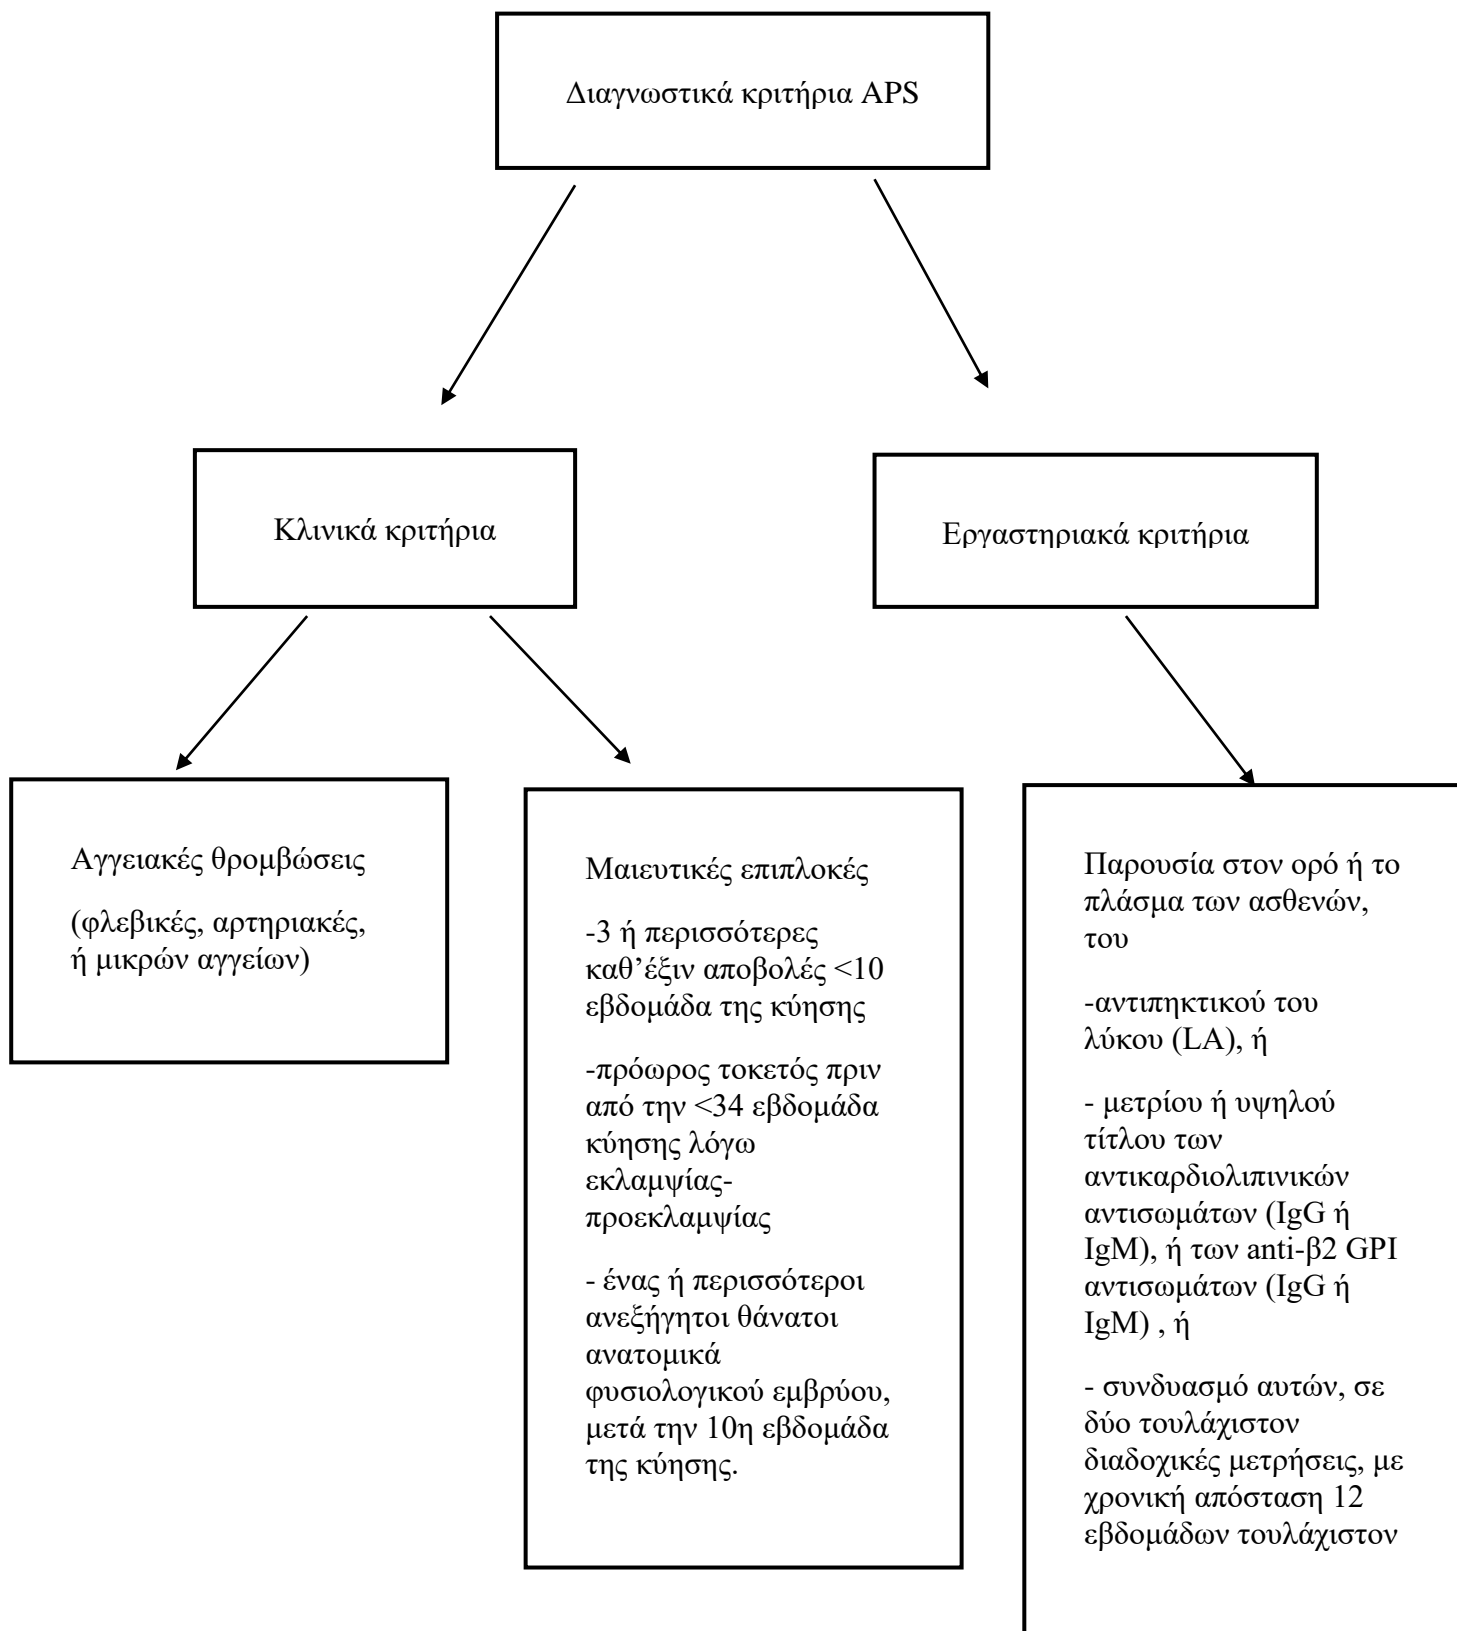 Διαγνωστικά κριτήρια APS
Κλινικά κριτήρια
Εργαστηριακά κριτήρια
Αγγειακές θρομβώσεις
(φλεβικές, αρτηριακές,
ή μικρών αγγείων)
Μαιευτικές επιπλοκές
-3 ή περισσότερες
καθ’έξιν αποβολές <10
εβδομάδα της κύησης
-πρόωρος τοκετός πριν
από την <34 εβδομάδα
κύησης λόγω
εκλαμψίας-
προεκλαμψίας
- ένας ή περισσότεροι
ανεξήγητοι θάνατοι
ανατομικά
φυσιολογικού εμβρύου,
μετά την 10η εβδομάδα
της κύησης.
Παρουσία στον ορό ή το
πλάσμα των ασθενών,
του
-αντιπηκτικού του
λύκου (LA), ή
- μετρίου ή υψηλού
τίτλου των
αντικαρδιολιπινικών
αντισωμάτων (IgG ή
IgM), ή των anti-β2 GPI
αντισωμάτων (IgG ή
IgM) , ή
- συνδυασμό αυτών, σε
δύο τουλάχιστον
διαδοχικές μετρήσεις, με
χρονική απόσταση 12
εβδομάδων τουλάχιστον